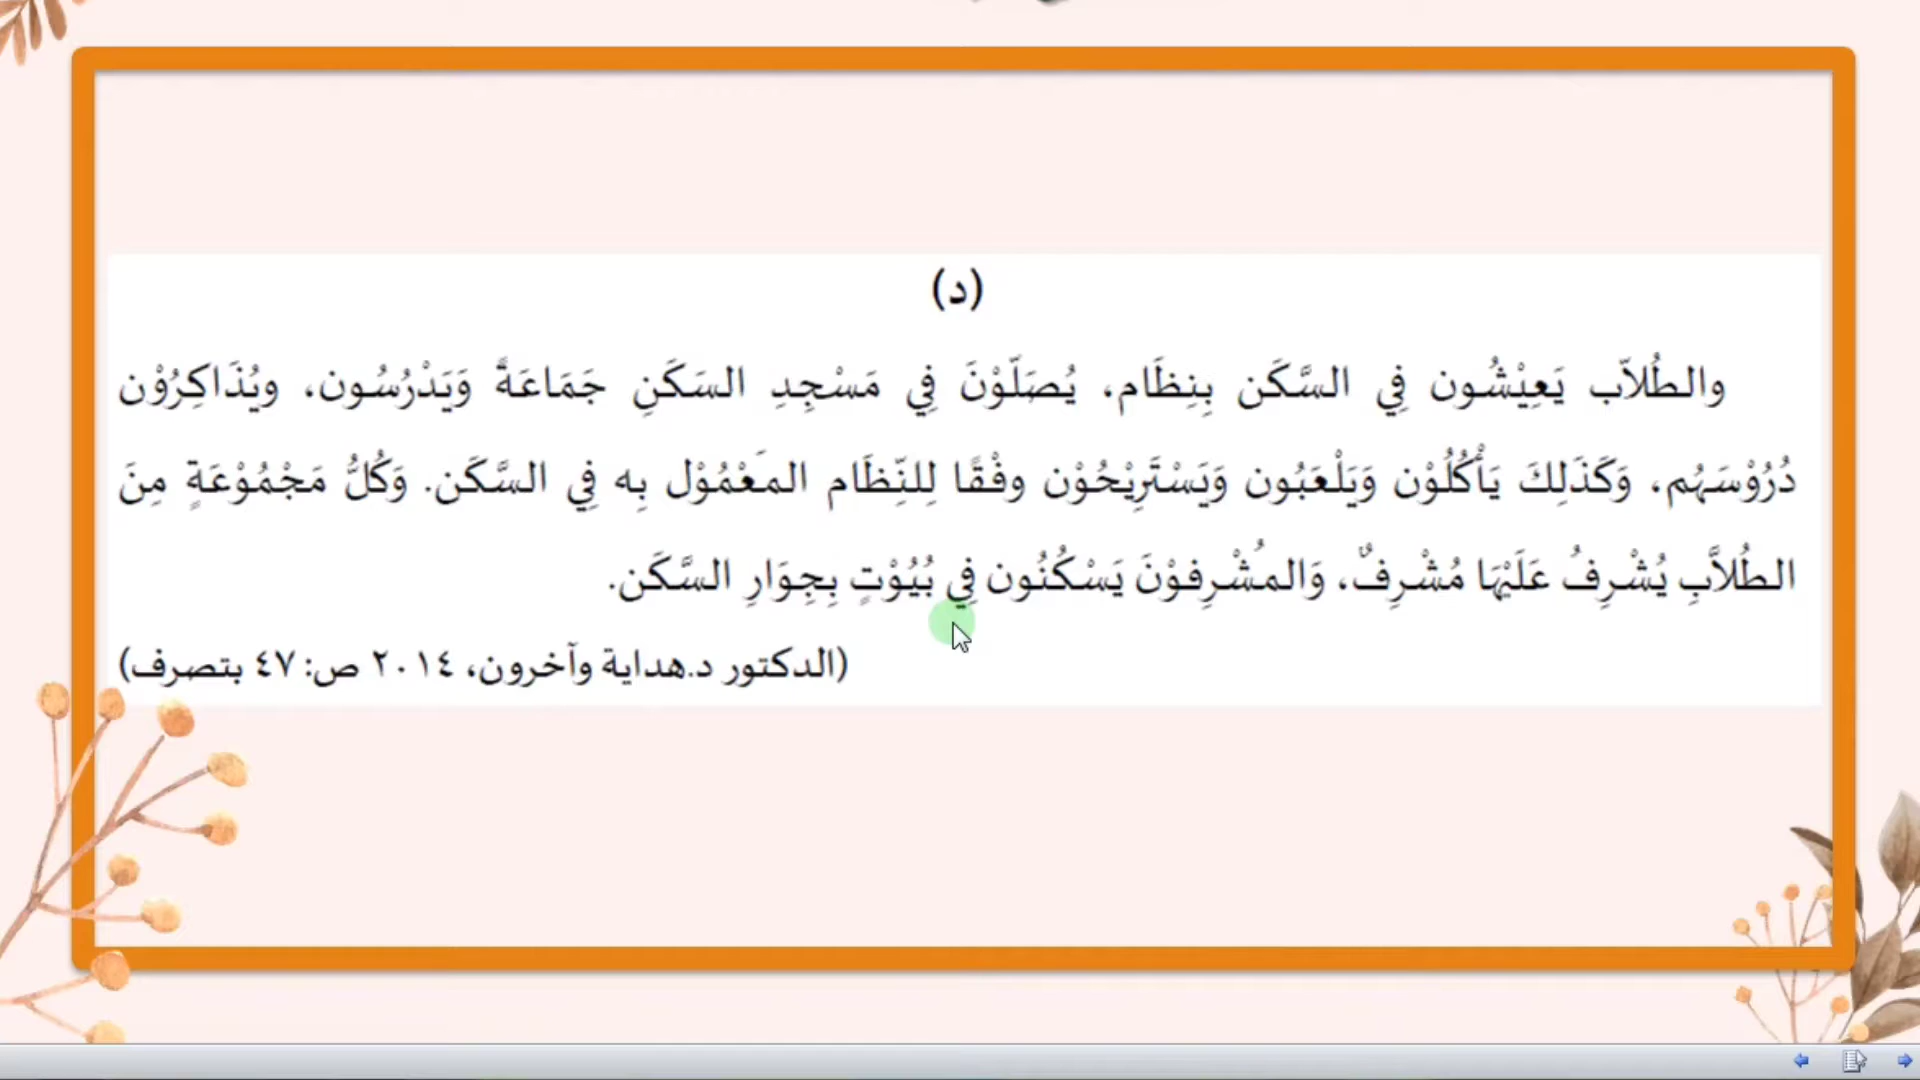 (د)
والطُلاّب يَعِيْشُون فِي السَّكَن بِنِظَام، يُصَلّوْنَ فِي مَسْجِدِ السَكَنِ جَمَاعَةً وَيَدْرُسُون، ويُذَاكِرُوْن
دُرُوْسَهُم، وَكَذَلِكَ يَأْكُلُوْن وَيَلْعَبُون وَيَسْتَرِيْحُوْن وفْقًا لِلنِّظَام المَعْمُوْل بِه فِي السَّكَن. وَكُلُّ مَجْمُوْعَةٍ مِنَ
الطُلاَّبِ يُشْرِفُ عَلَيْهَا مُشْرِفٌ، وَالمُشْرِفوْنَ يَسْكُنُون فِي بُيُوْتٍ بِجِوَارِ السَّكَن.
(الدكتور د.هداية وآخرون، ٢٠١٤ ص: ٤٧ بتصرف)